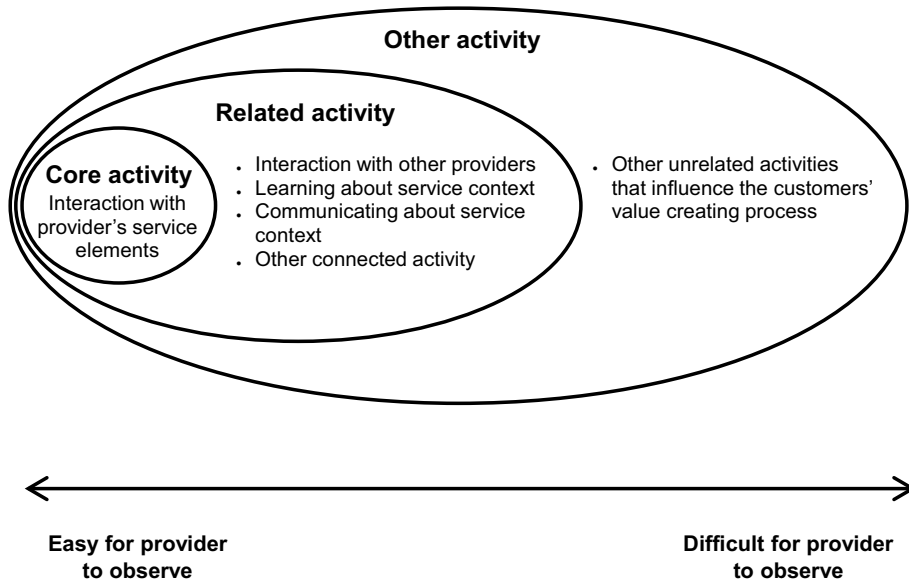 Other activity
Related activity
Core activity
Interaction with
provider's service
elements
• Interaction with other providers
• Learning about service context
• Communicating about service
context
• Other connected activity
• Other unrelated activities
that influence the customers'
value creating process
Easy for provider
to observe
Difficult for provider
to observe